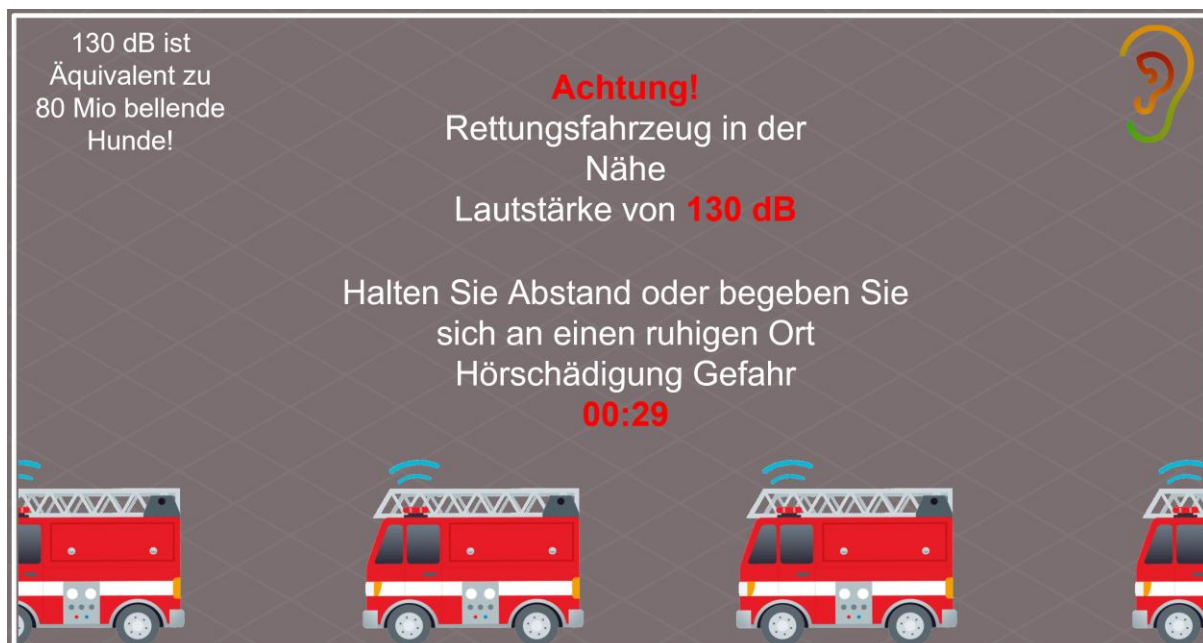 130 dB ist
Äquivalent zu
80 Mio bellende
Hunde!
Achtung!
Rettungsfahrzeug in der
Nähe
Lautstärke von 130 dB
Halten Sie Abstand oder begeben Sie
sich an einen ruhigen Ort
Hörschädigung Gefahr
00:29